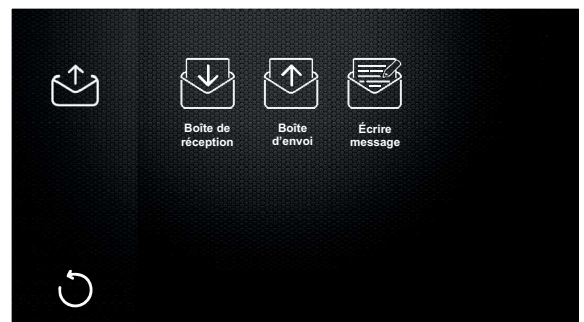 Boîte de
réception
Boîte
d'envoi
Écrire
message